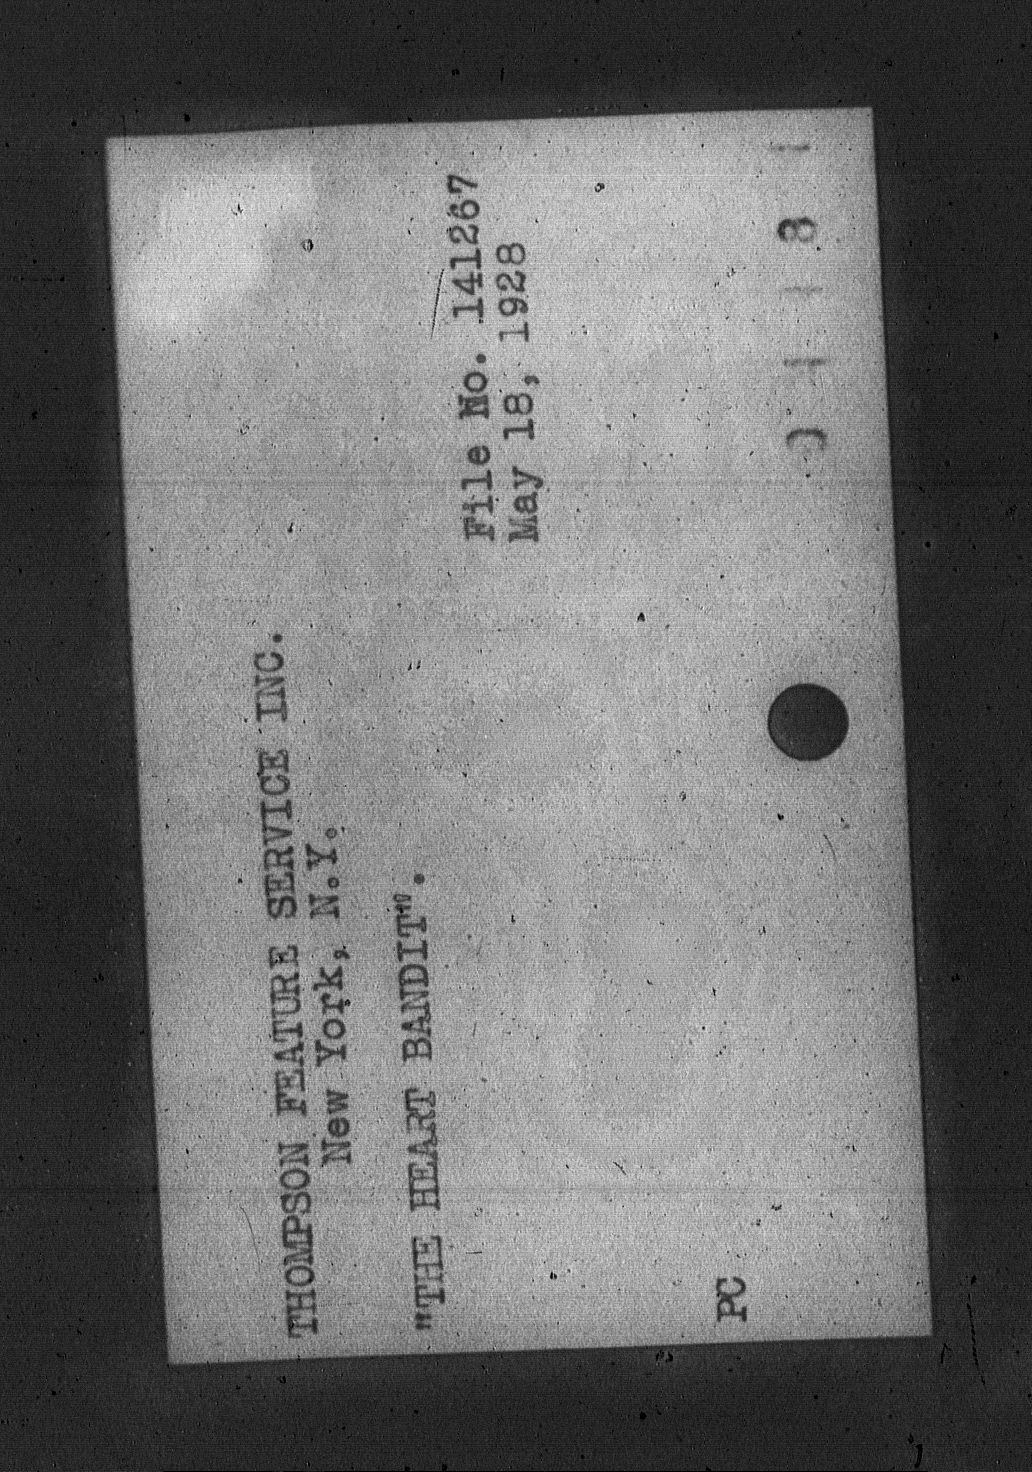 THOMPSON FEATURE SERVICE INC.
New York, N.Y.
"THE HEART BANDIT".
File No. 141267
May 18, 1928
PC